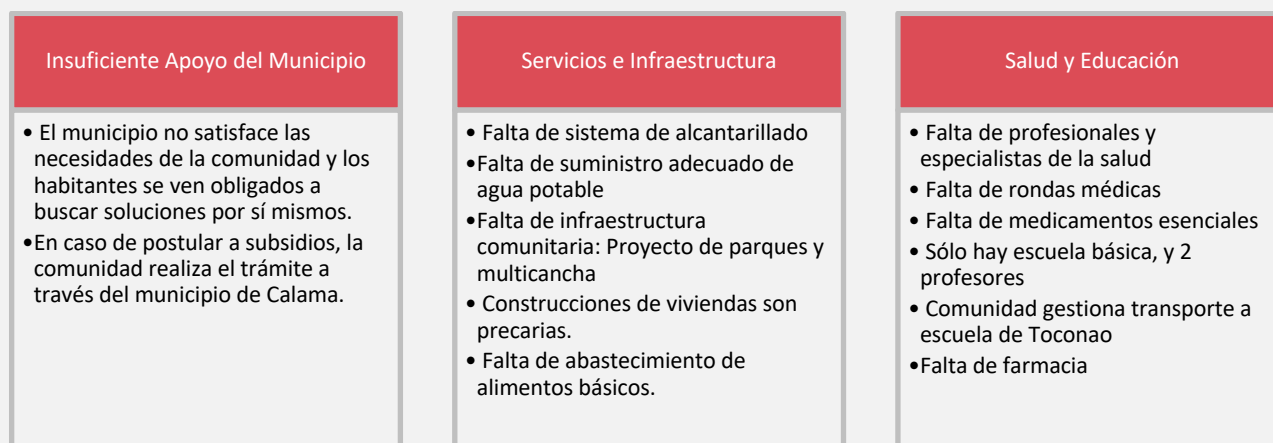 Insuficiente Apoyo del Municipio
• El municipio no satisface las
necesidades de la comunidad y los
habitantes se ven obligados a
buscar soluciones por sí mismos.
•En caso de postular a subsidios, la
comunidad realiza el trámite a
través del municipio de Calama.
Servicios e Infraestructura
• Falta de sistema de alcantarillado
•Falta de suministro adecuado de
agua potable
•Falta de infraestructura
comunitaria: Proyecto de parques y
multicancha
• Construcciones de viviendas son
precarias.
• Falta de abastecimiento de
alimentos básicos.
Salud y Educación
• Falta de profesionales y
especialistas de la salud
• Falta de rondas médicas
• Falta de medicamentos esenciales
• Sólo hay escuela básica, y 2
profesores
• Comunidad gestiona transporte a
escuela de Toconao
•Falta de farmacia